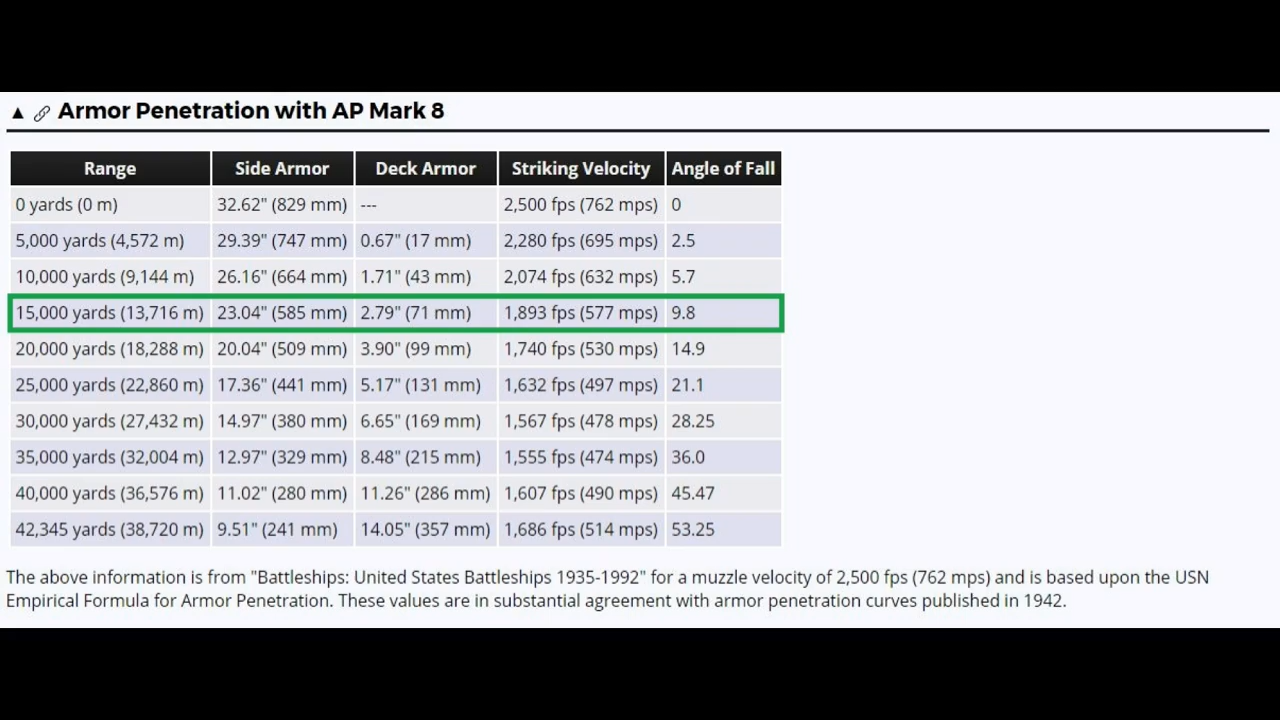 ▲ Armor Penetration with AP Mark 8
Range Side Armor Deck Armor Striking Velocity Angle of Fall
0 yards (0 m) 32.62" (829 mm) --- 2,500 fps (762 mps) 0
5,000 yards (4,572 m) 29.39" (747 mm) 0.67" (17 mm) 2,280 fps (695 mps) 2.5
10,000 yards (9,144 m) 26.16" (664 mm) 1.71" (43 mm) 2,074 fps (632 mps) 5.7
15,000 yards (13,716 m) 23.04" (585 mm) 2.79" (71 mm) 1,893 fps (577 mps) 9.8
20,000 yards (18,288 m) 20.04" (509 mm) 3.90" (99 mm) 1,740 fps (530 mps) 14.9
25,000 yards (22,860 m) 17.36" (441 mm) 5.17" (131 mm) 1,632 fps (497 mps) 21.1
30,000 yards (27,432 m) 14.97" (380 mm) 6.65" (169 mm) 1,567 fps (478 mps) 28.25
35,000 yards (32,004 m) 12.97" (329 mm) 8.48" (215 mm) 1,555 fps (474 mps) 36.0
40,000 yards (36,576 m) 11.02" (280 mm) 11.26" (286 mm) 1,607 fps (490 mps) 45.47
42,345 yards (38,720 m) 9.51" (241 mm) 14.05" (357 mm) 1,686 fps (514 mps) 53.25
The above information is from "Battleships: United States Battleships 1935-1992" for a muzzle velocity of 2,500 fps (762 mps) and is based upon the USN
Empirical Formula for Armor Penetration. These values are in substantial agreement with armor penetration curves published in 1942.